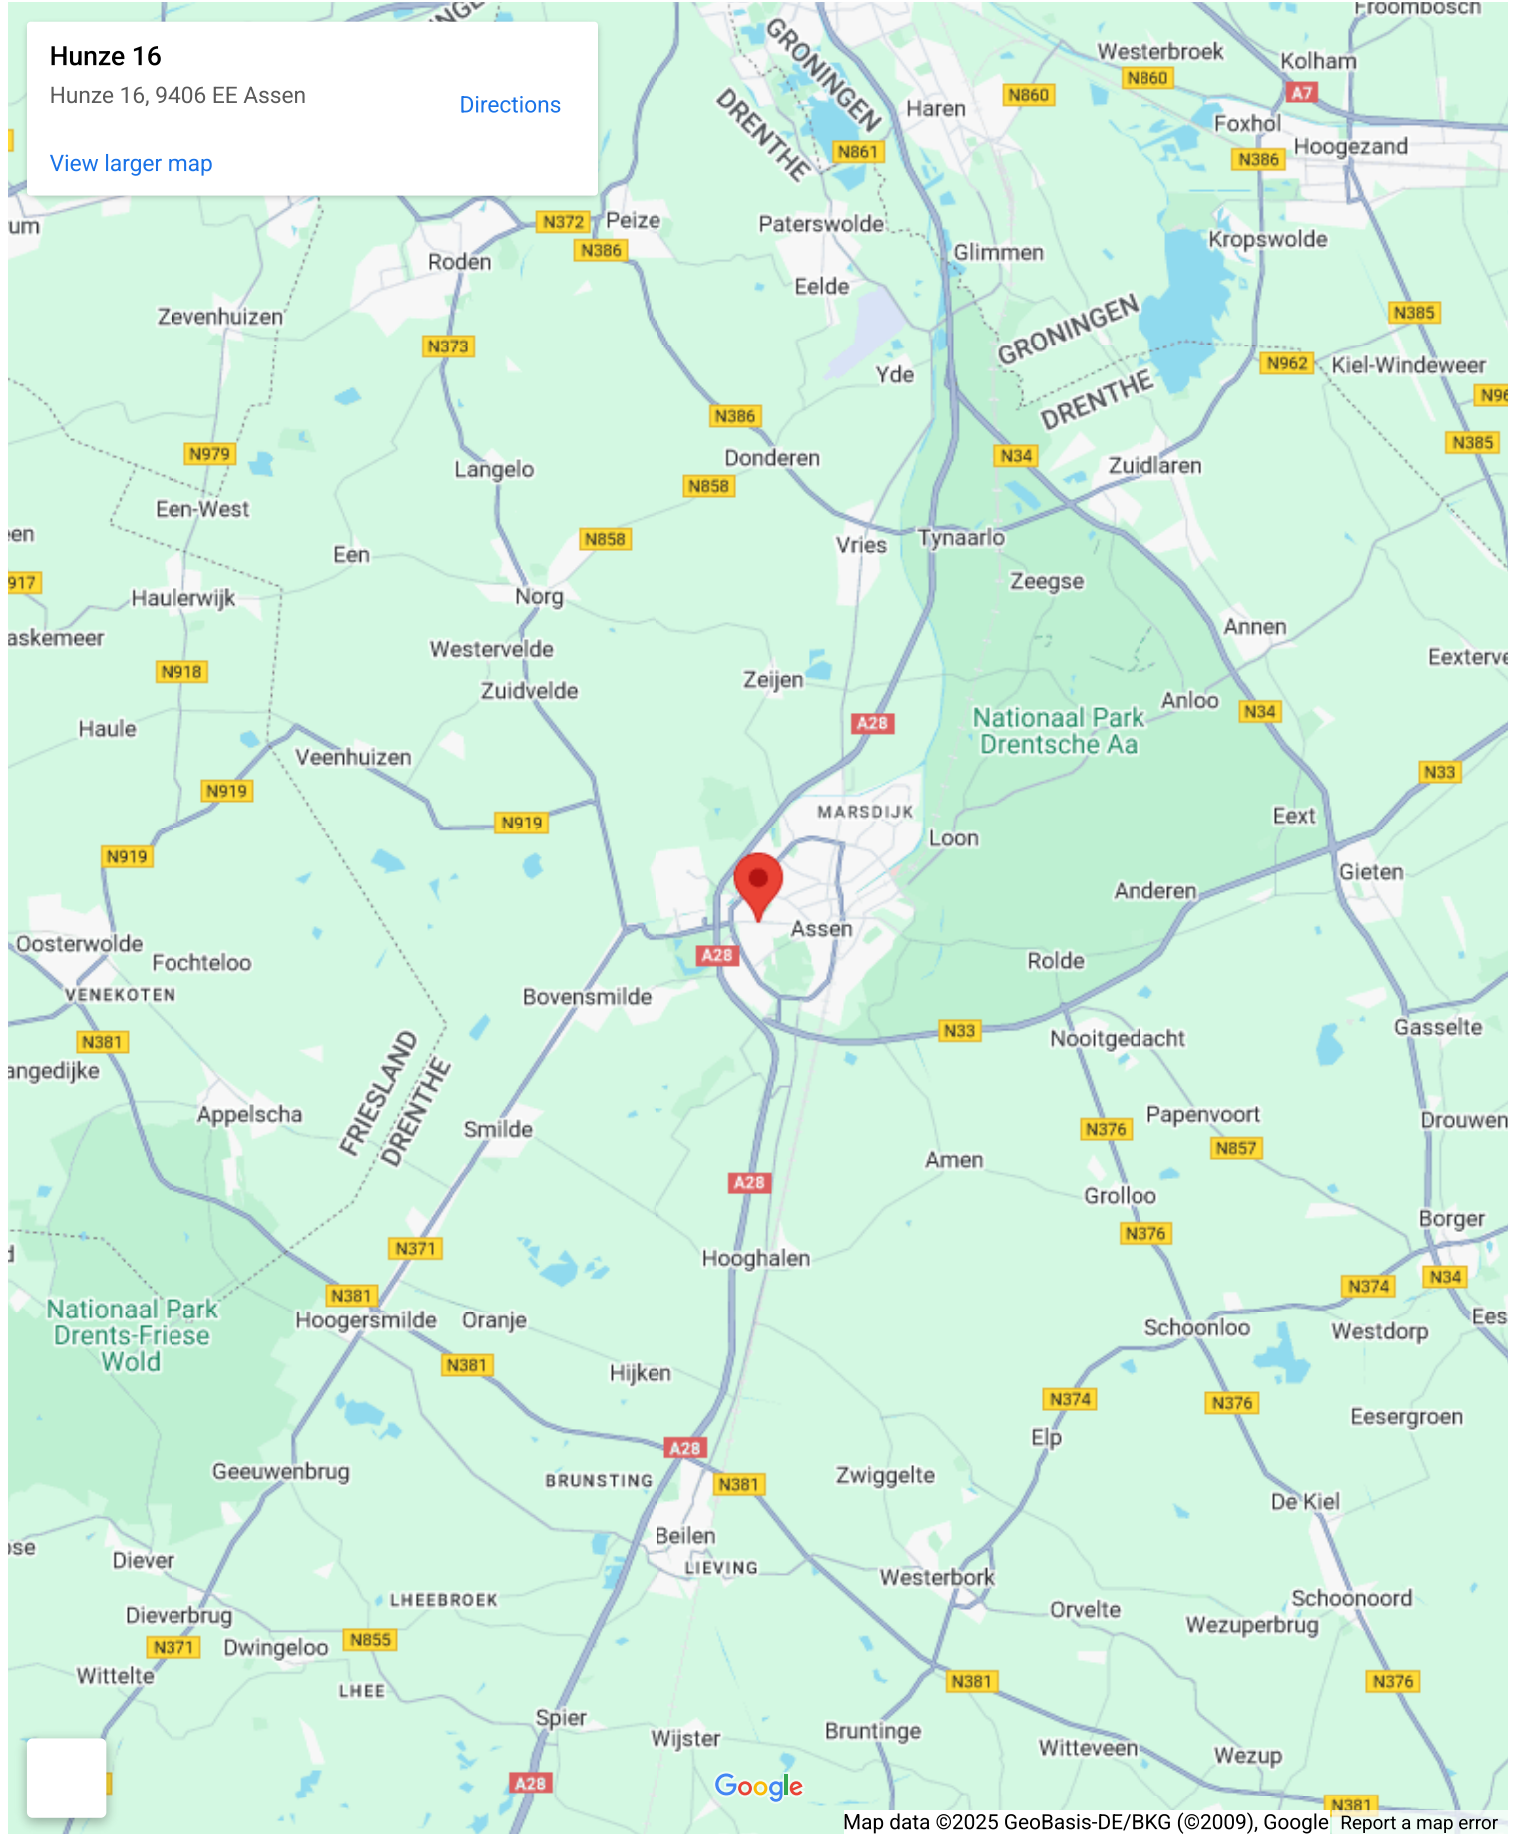 Hunze 16
Hunze 16, 9406 EE Assen
Directions
View larger map
Froombosch
Westerbroek
Kolham
GRONINGEN
N860
N860
A7
DRENTHE
Haren
Foxhol
N861
N386
Hoogezand
N372
Peize
Paterswolde
N386
Glimmen
Kropswolde
Roden
Eelde
Zevenhuizen
GRONINGEN
N385
N373
Yde
N962
Kiel-Windeweer
DRENTHE
N386
N979
Donderen
N34
N385
Langelo
Zuidlaren
N858
Een-West
N858
Een
Vries
Tynaarlo
Zeegse
Haulerwijk
Norg
Annen
Westervelde
N918
Zeijen
Zuidvelde
Anloo
N34
Haule
A28
Nationaal Park
Drentsche Aa
Veenhuizen
N33
N919
N919
MARSDIJK
Eext
Loon
N919
Gieten
Anderen
Assen
Oosterwolde
A28
Fochteloo
Rolde
VENEKOTEN
Bovensmilde
N33
Gasselte
N381
Nooitgedacht
FRIESLAND
DRENTHE
Appelscha
Papenvoort
Drouwen
Smilde
N376
N857
Amen
A28
Grolloo
Borger
N371
N376
Hooghalen
N34
N374
N381
Nationaal Park
Drents-Friese
Wold
Hoogersmilde
Oranje
Schoonloo
Westdorp
N381
Hijken
N374
N376
Eesergroen
A28
Elp
Geeuwenbrug
BRUNSTING
N381
Zwiggelte
De Kiel
Beilen
Diever
LIEVING
Westerbork
LHEEBROEK
Schoonoord
Dieverbrug
Orvelte
Wezuperbrug
N371
Dwingeloo
N855
Wittelte
N381
N376
LHEE
Spier
Wijster
Bruntinge
Witteveen
Wezup
A28
Google
N381
Map data ©2025 GeoBasis-DE/BKG (©2009), Google
Report a map error